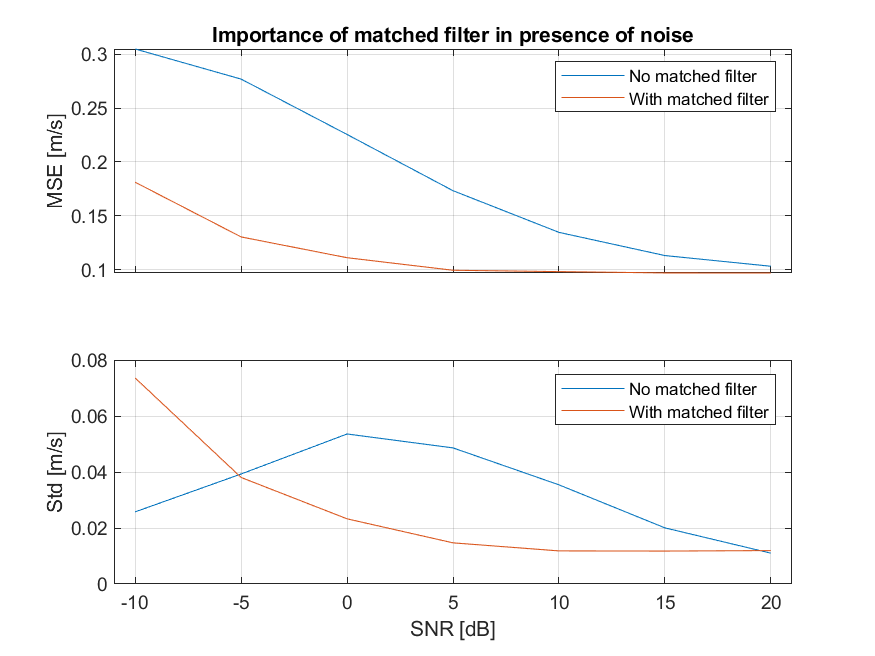 Importance of matched filter in presence of noise
0.3
0.25
0.2
0.15
0.1
MSE [m/s]
No matched filter
With matched filter
0.08
0.06
0.04
0.02
0
Std [m/s]
No matched filter
With matched filter
-10 -5 0 5 10 15 20
SNR [dB]